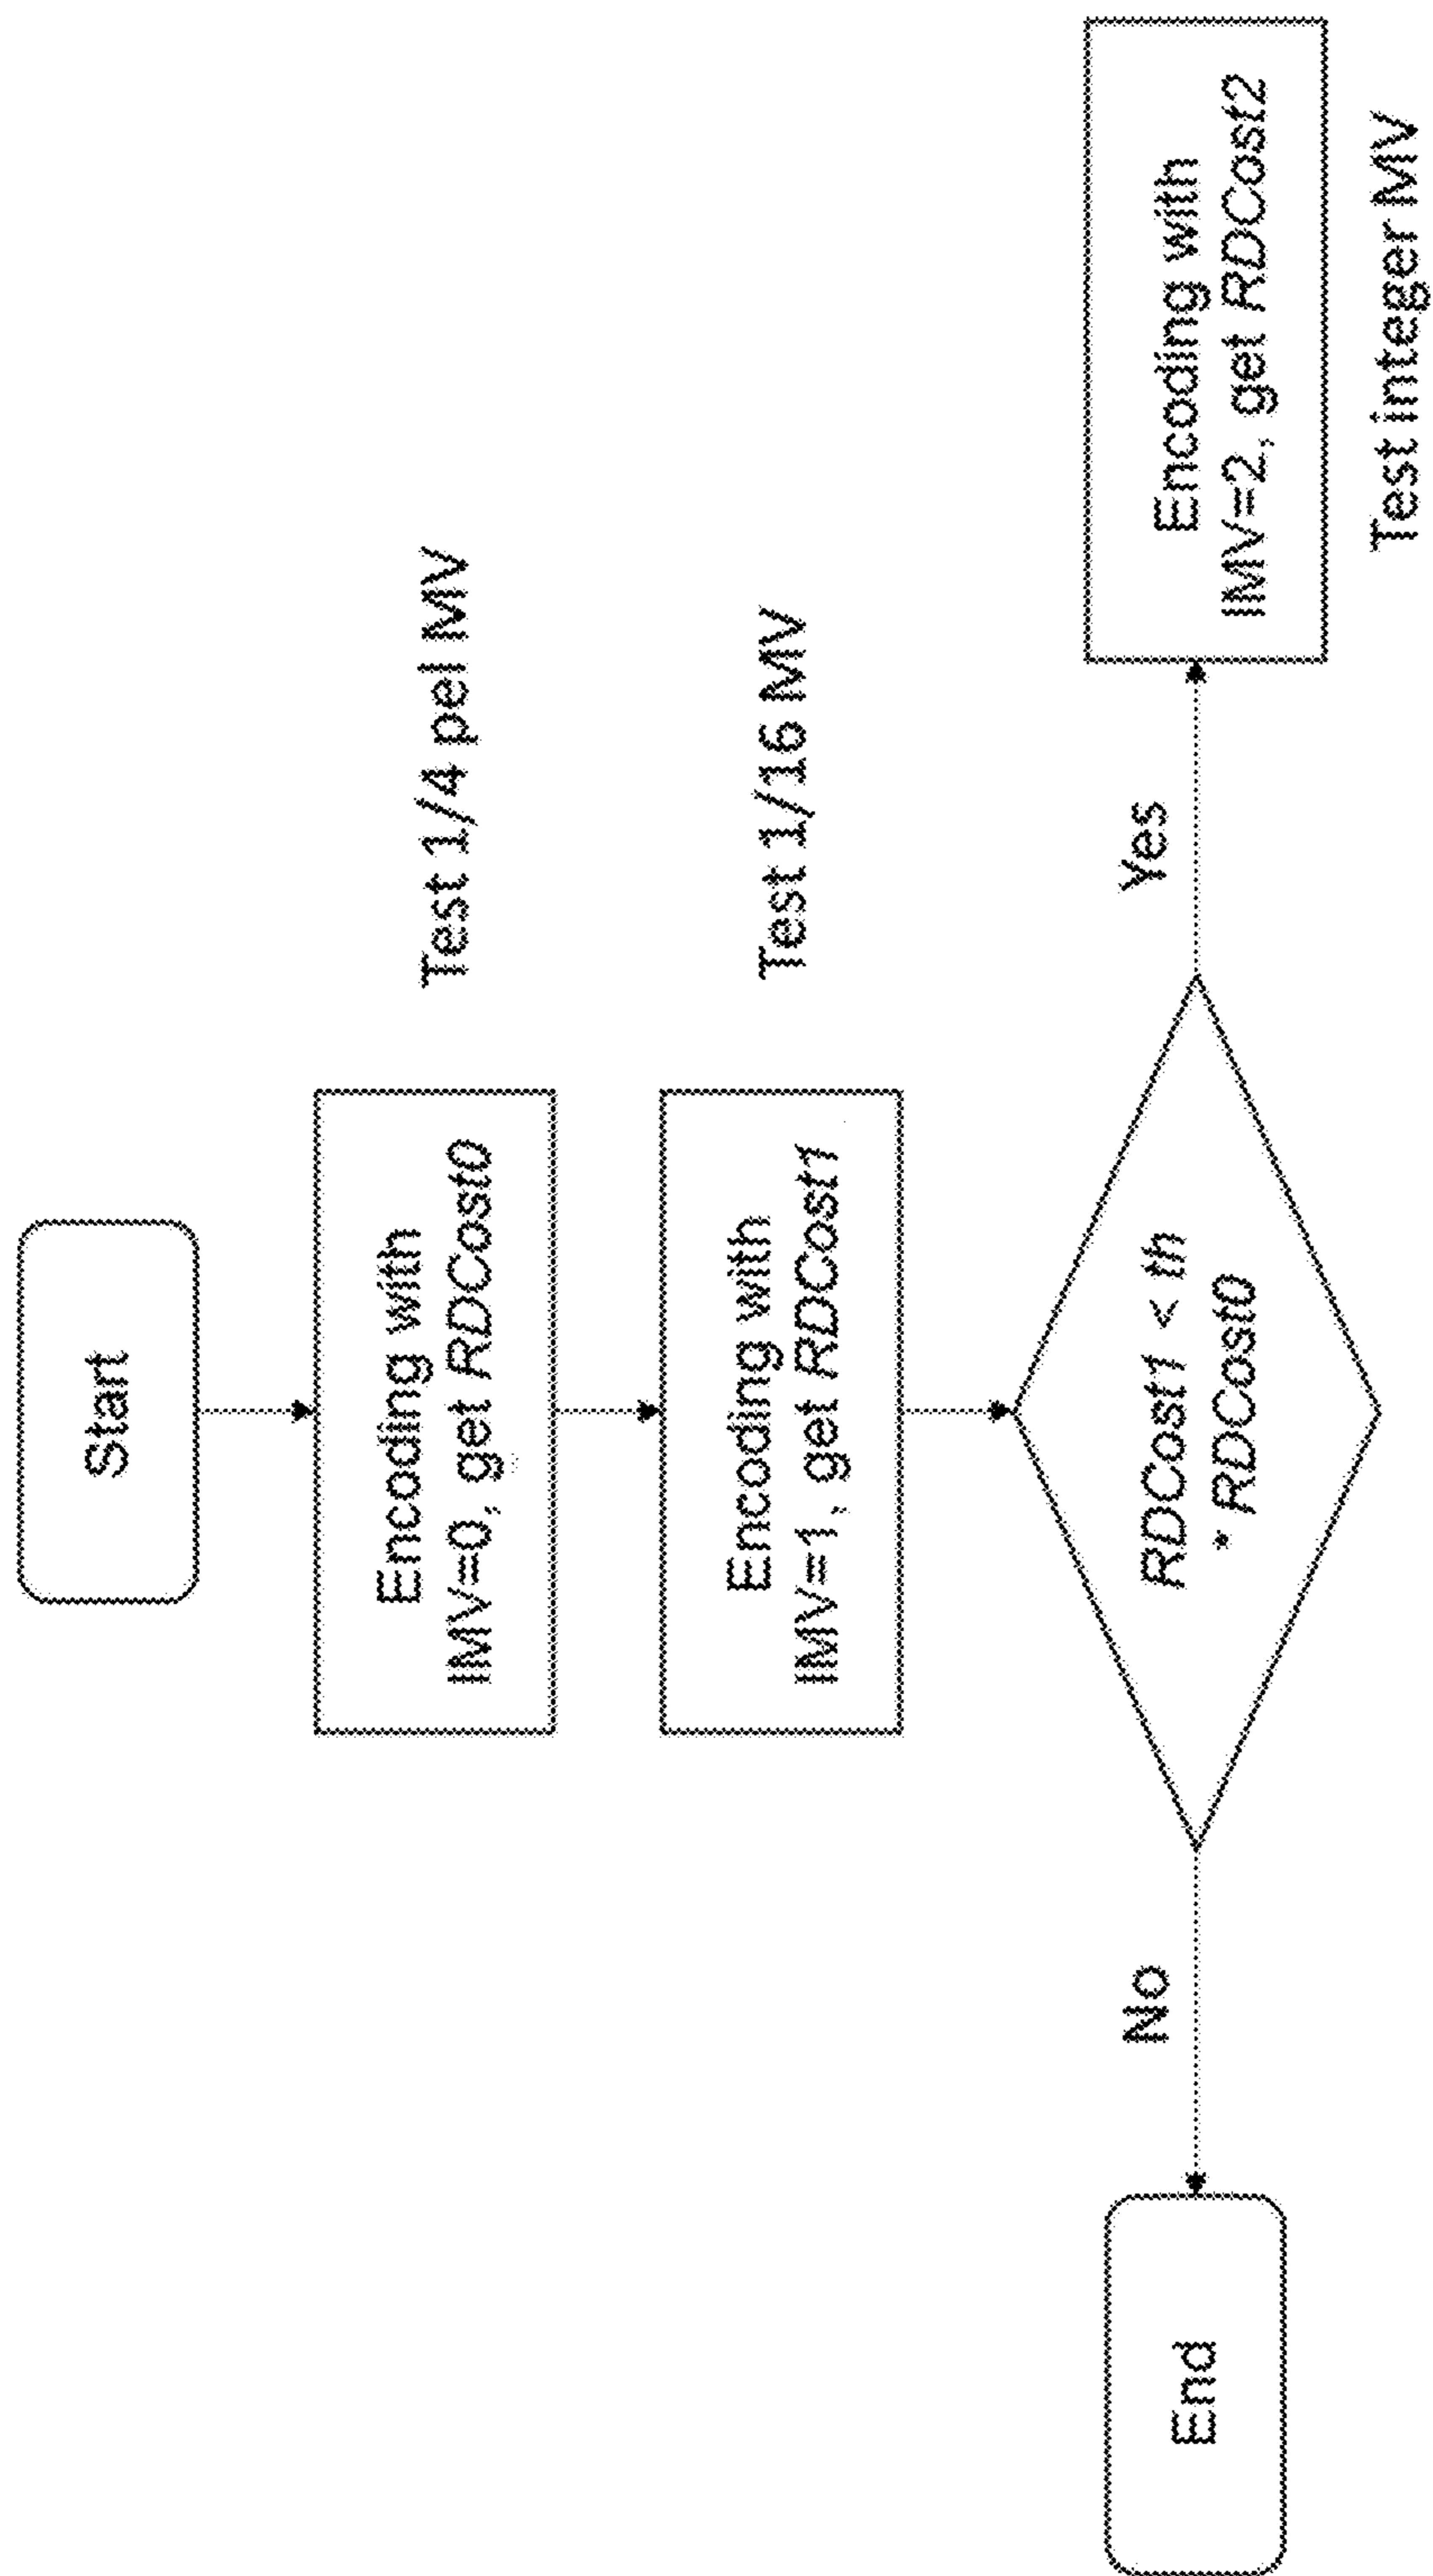 Start
Encoding with
IMV=0, get RDCost0
Test 1/4 pel MV
Encoding with
IMV=1, get RDCost1
Test 1/16 MV
RDCost1 < th
* RDCost0
No
Yes
End
Encoding with
IMV=2, get RDCost2
Test integer MV